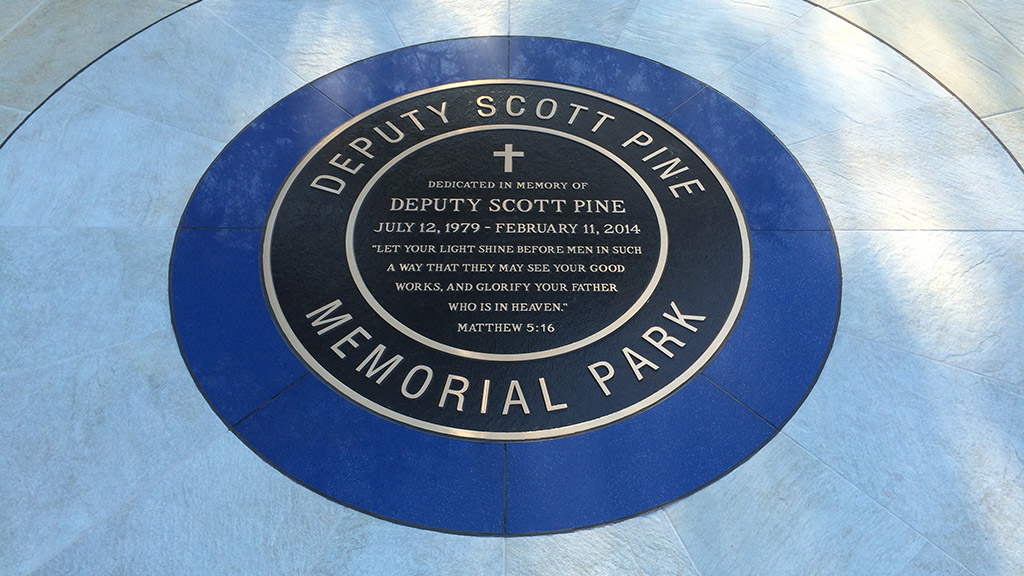 DEPUTY SCOTT PINE
DEDICATED IN MEMORY OF
DEPUTY SCOTT PINE
JULY 12, 1979 - FEBRUARY 11, 2014
"LET YOUR LIGHT SHINE BEFORE MEN IN SUCH
A WAY THAT THEY MAY SEE YOUR GOOD
WORKS, AND GLORIFY YOUR FATHER
WHO IS IN HEAVEN."
MATTHEW 5:16
MEMORIAL PARK